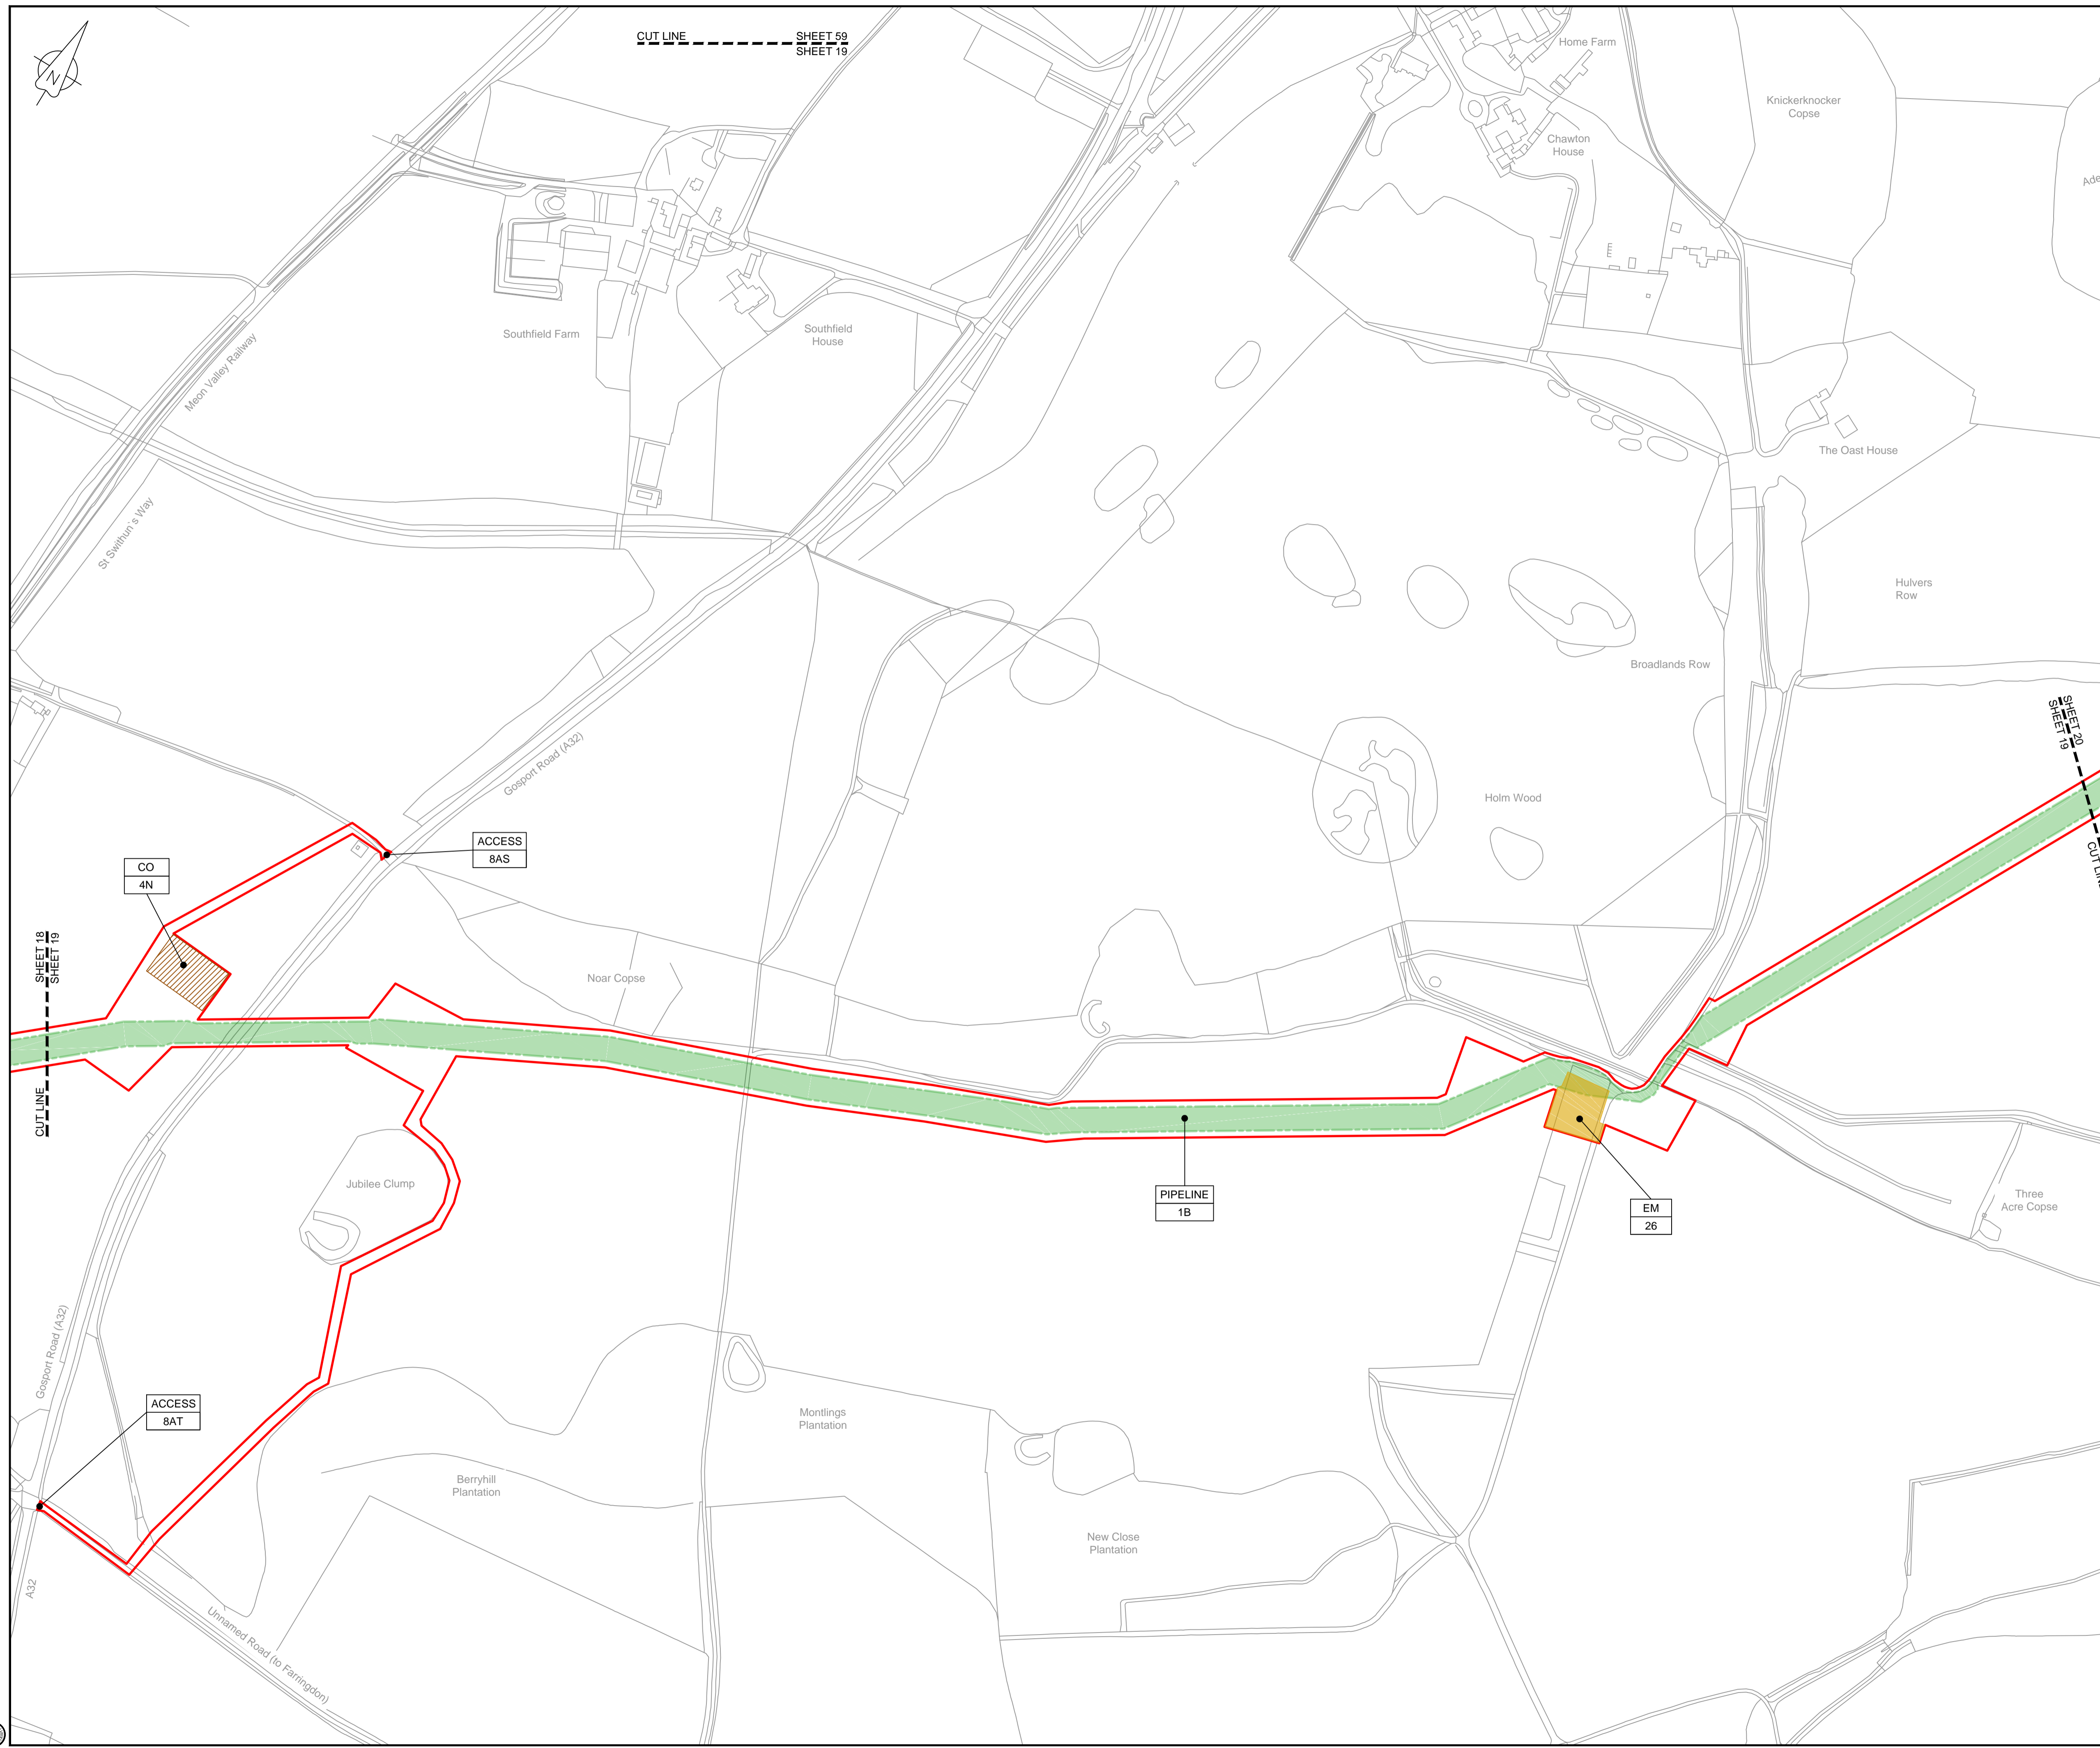 N
CUT LINE
SHEET 59
SHEET 19
Home Farm
Knickerknocker
Copse
Chawton
House
Southfield Farm
Southfield
House
Meon Valley Railway
The Oast House
St Swithun's Way
Hulvers
Row
Broadlands Row
SHEET 20
SHEET 19
Gosport Road (A32)
Holm Wood
ACCESS
8AS
CO
4N
SHEET 18
SHEET 19
CUT LINE
Noar Copse
CUT LINE
Jubilee Clump
PIPELINE
1B
EM
26
Three
Acre Copse
Gosport Road (A32)
ACCESS
8AT
Montlings
Plantation
Berryhill
Plantation
New Close
Plantation
A32
Unnamed Road (to Farringdon)